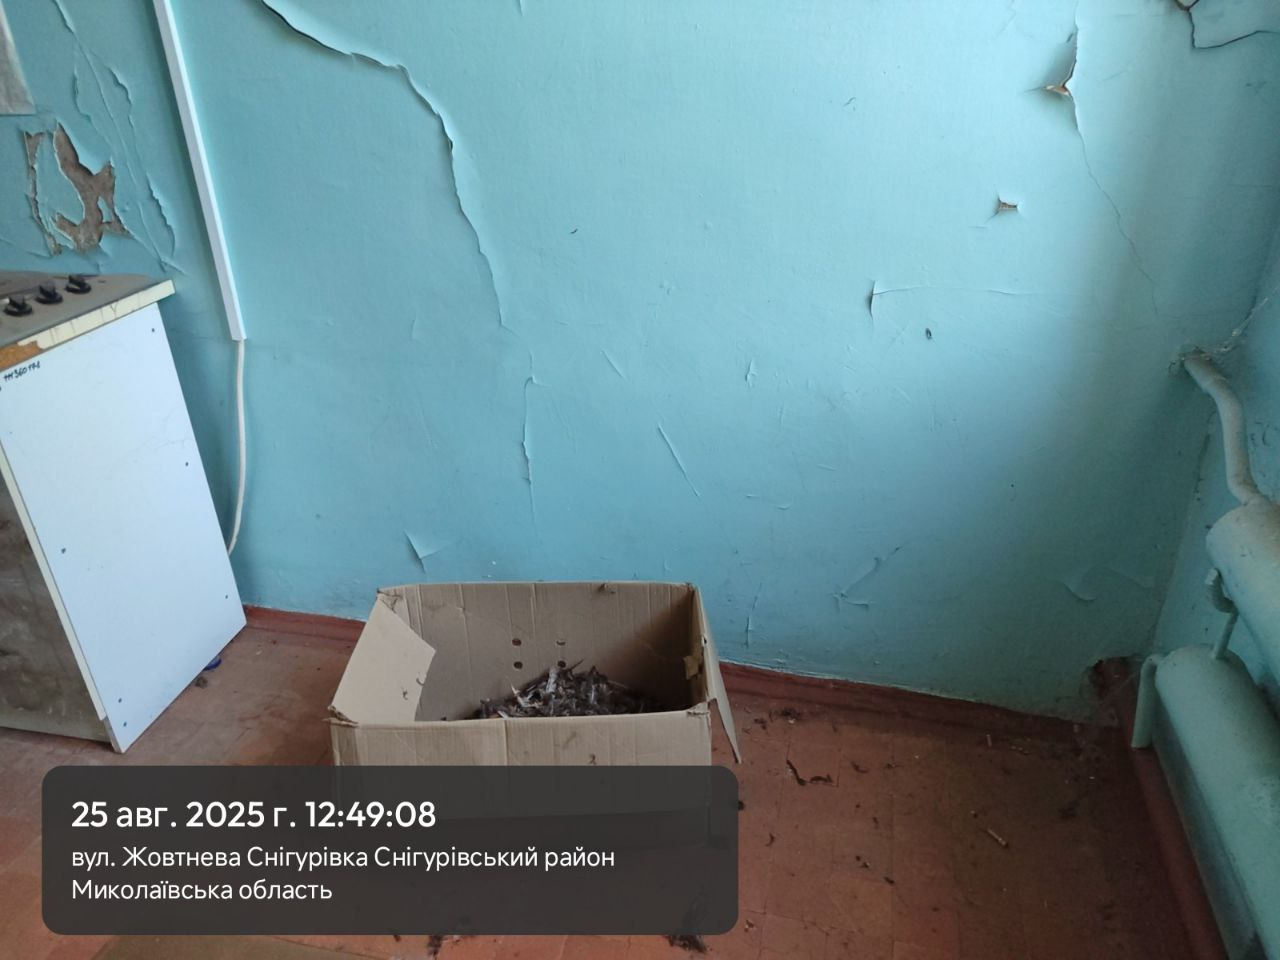 25 авг. 2025 г. 12:49:08
вул. Жовтнева Снігурівка Снігурівський район
Миколаївська область